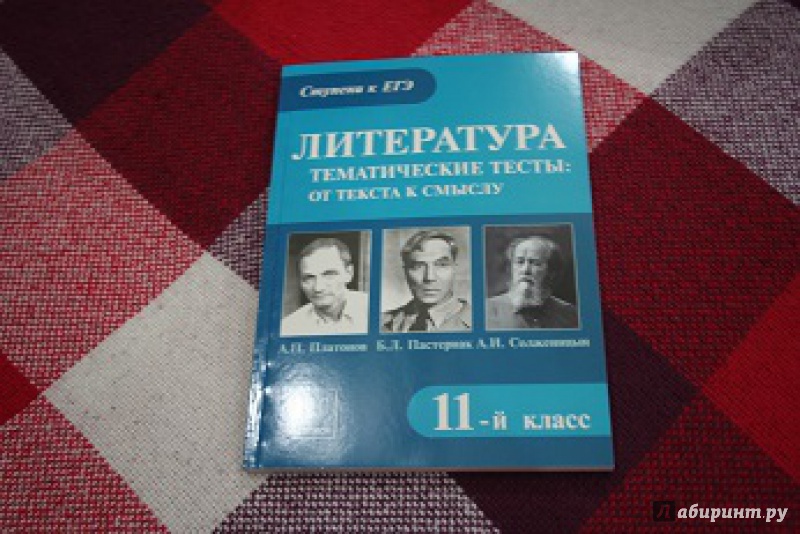 Ступени к ЕГЭ
ЛИТЕРАТУРА
ТЕМАТИЧЕСКИЕ ТЕСТЫ:
ОТ ТЕКСТА К СМЫСЛУ
А.П. Платонов Б.Л. Пастернак А.И. Солженицын
11-й класс
Лабиринт.ру